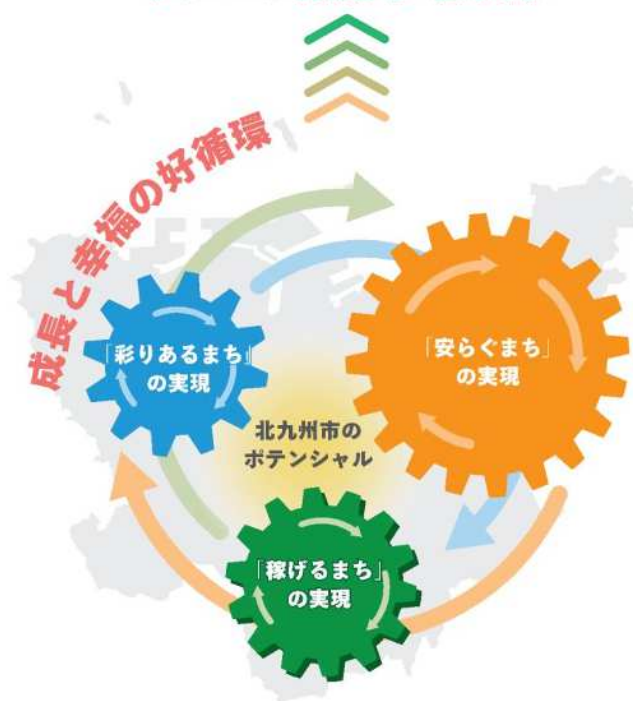 成長と幸福の好循環
「彩りあるまち」
の実現
「安らぐまち」
の実現
北九州市の
ポテンシャル
「稼げるまち」
の実現